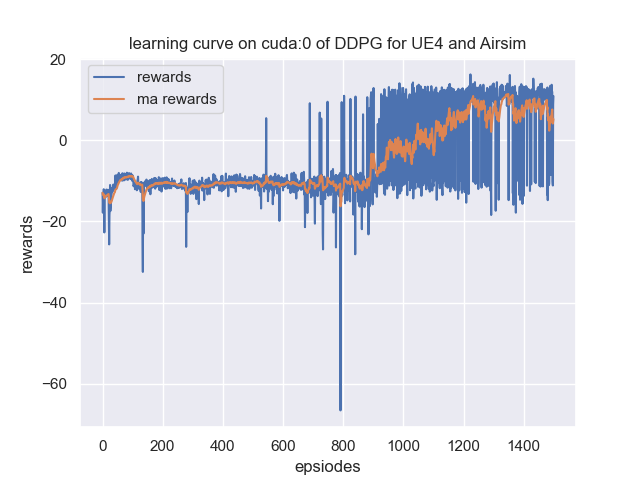 learning curve on cuda:0 of DDPG for UE4 and Airsim
rewards
ma rewards
20
0
−20
−40
−60
rewards
0 200 400 600 800 1000 1200 1400
epsiodes